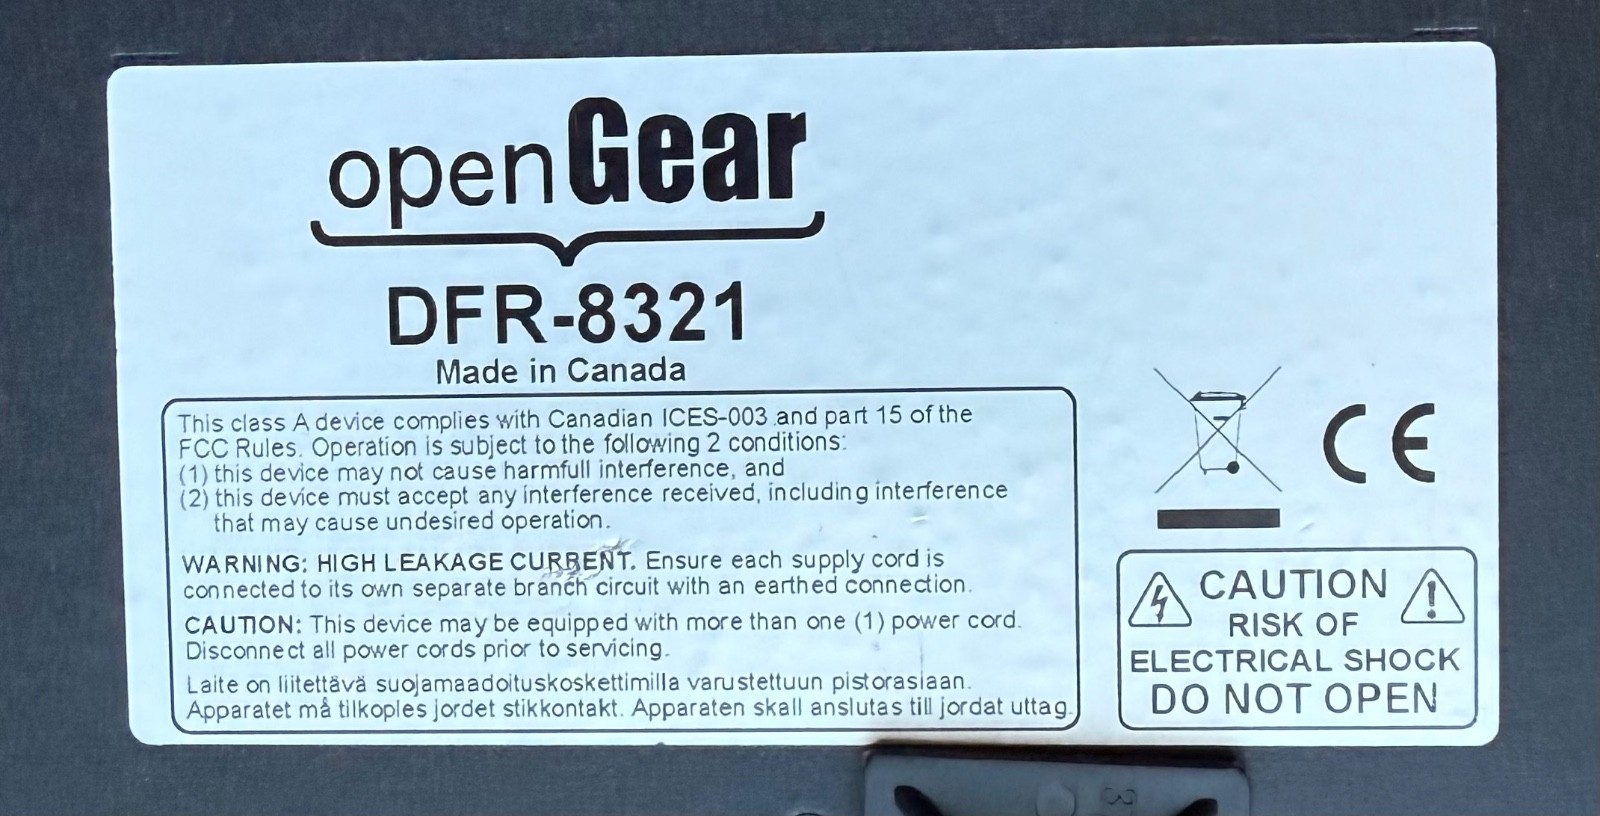 openGear
DFR-8321
Made in Canada
This class A device complies with Canadian ICES-003 and part 15 of the
FCC Rules. Operation is subject to the following 2 conditions:
(1) this device may not cause harmfull interference, and
(2) this device must accept any interference received, including interference
that may cause undesired operation.
WARNING: HIGH LEAKAGE CURRENT. Ensure each supply cord is
connected to its own separate branch circuit with an earthed connection.
CAUTION: This device may be equipped with more than one (1) power cord.
Disconnect all power cords prior to servicing.
Laite on liitettävä suojamaadoituskoskettimilla varustettuun pistorasiaan.
Apparatet må tilkoples jordet stikkontakt. Apparaten skall anslutas till jordat uttag.
CE
CAUTION
RISK OF
ELECTRICAL SHOCK
DO NOT OPEN